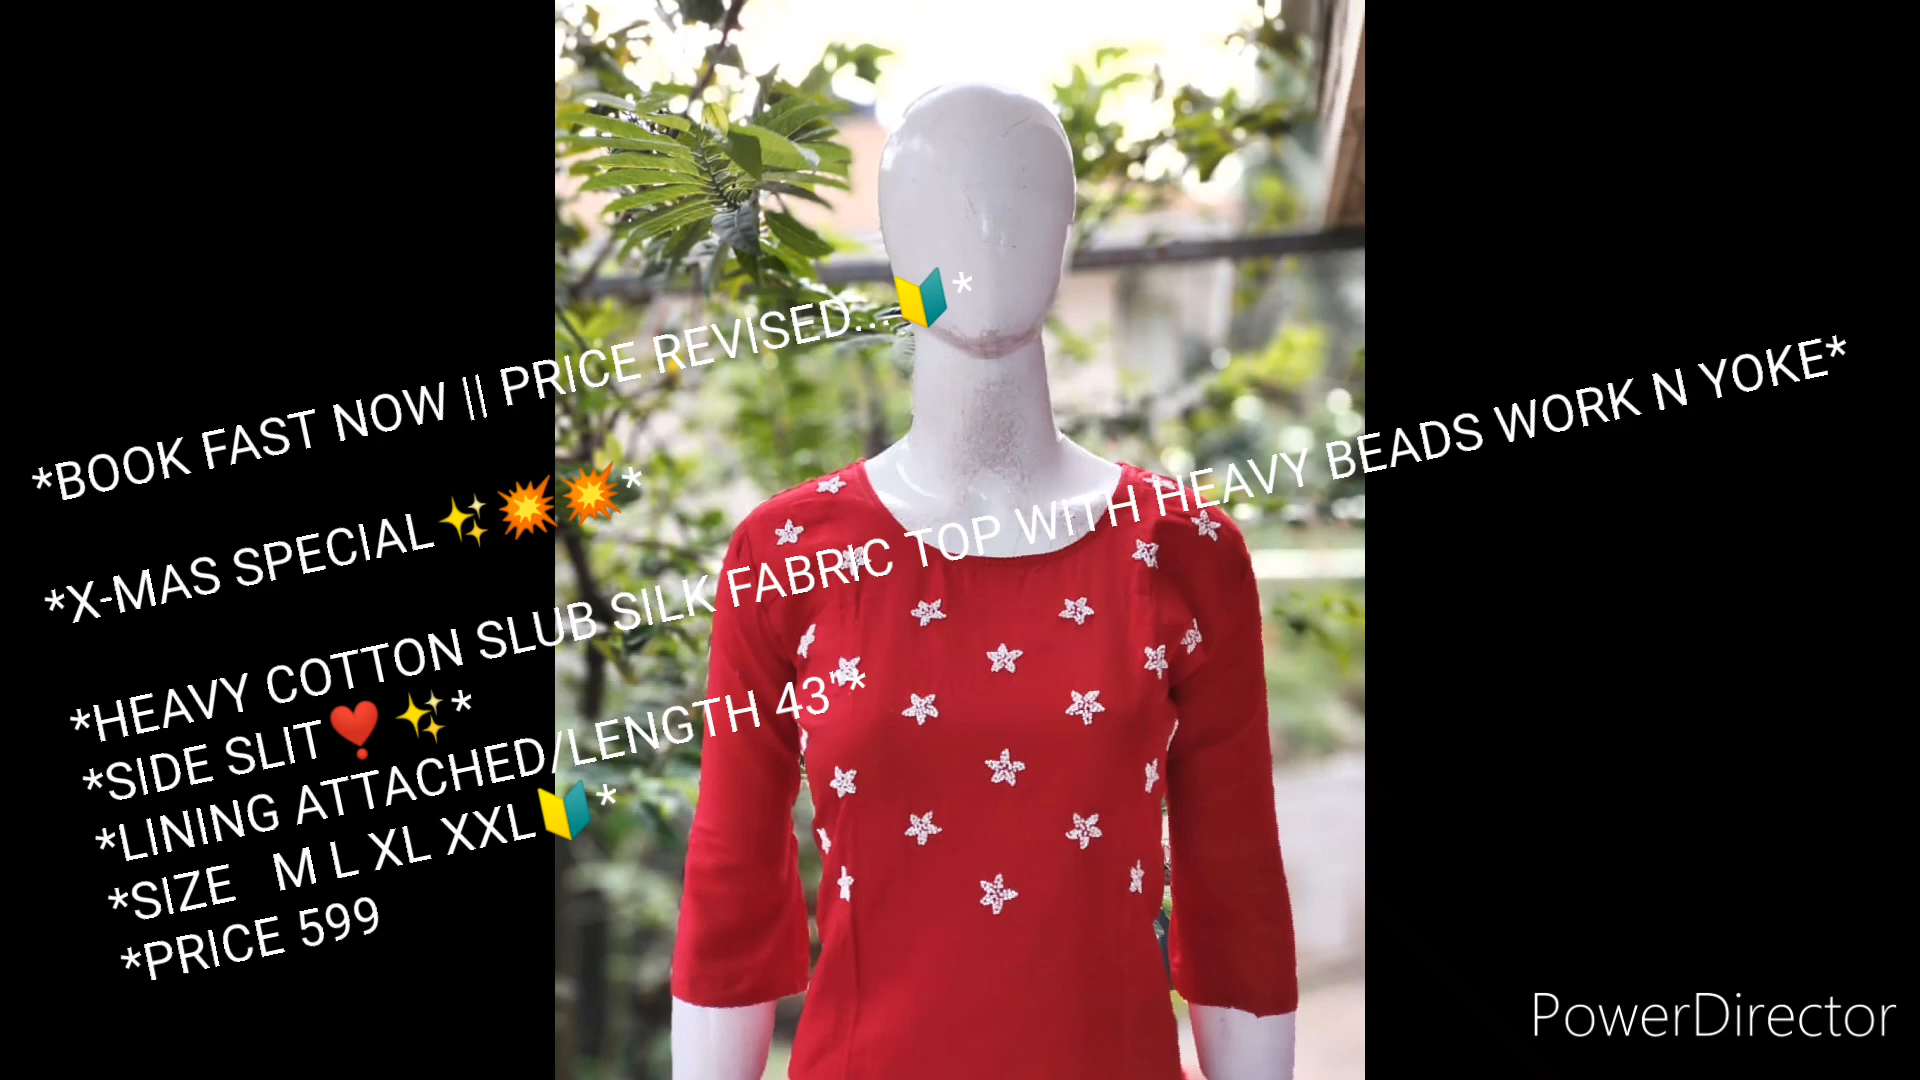 *BOOK FAST NOW || PRICE REVISED...🔰*
*X-MAS SPECIAL✨💥💥*
*HEAVY COTTON SLUB SILK FABRIC TOP WITH HEAVY BEADS WORK N YOKE*
*SIDE SLIT❣️✨*
*LINING ATTACHED/LENGTH 43"*
*SIZE   M L XL XXL🔰*
*PRICE 599
PowerDirector